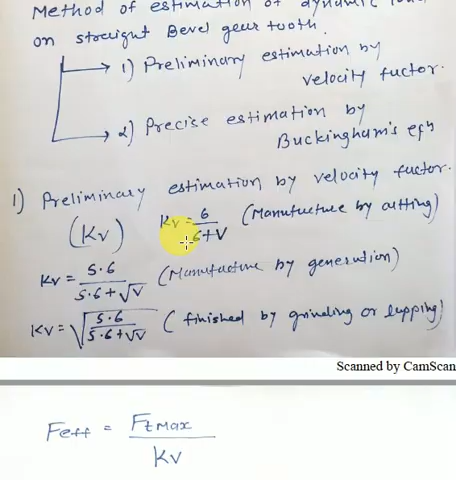 Method of estimation of dynamic load
on straight Bevel gear tooth.
→ 1) Preliminary estimation by
velocity factor.
→ 2) Precise estimation by
Buckingham's eqn
1) Preliminary estimation by velocity factor.
(Kv) Kv = 6/6+V (Manufacture by cutting)
Kv = 5.6/5.6+√V (Manufacture by generation)
Kv = √5.6/5.6+√V (finished by grinding or lapping)
Scanned by CamScan
Feff = Ftmax/Kv